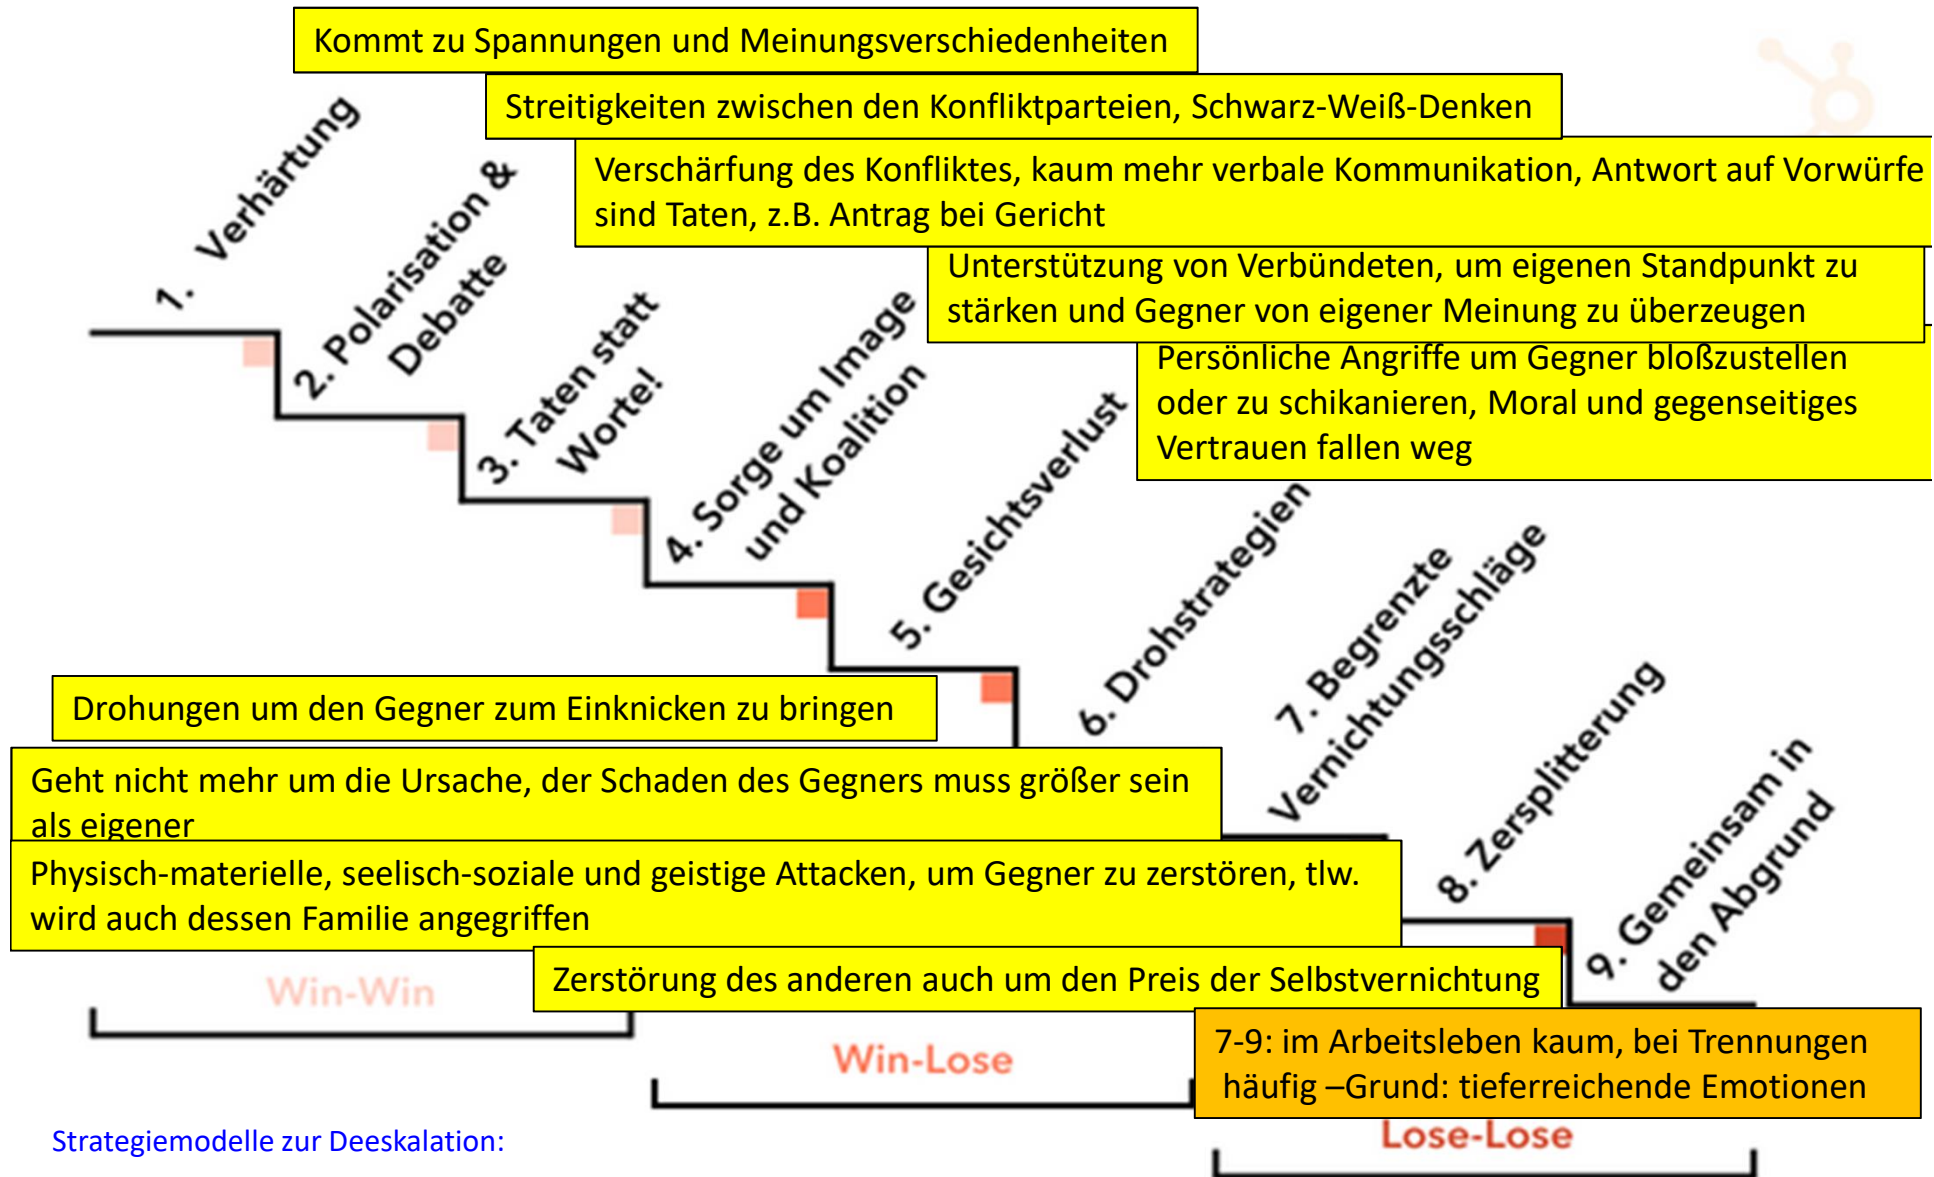 Kommt zu Spannungen und Meinungsverschiedenheiten
Streitigkeiten zwischen den Konfliktparteien, Schwarz-Weiß-Denken
Verschärfung des Konfliktes, kaum mehr verbale Kommunikation, Antwort auf Vorwürfe
sind Taten, z.B. Antrag bei Gericht
Unterstützung von Verbündeten, um eigenen Standpunkt zu
stärken und Gegner von eigener Meinung zu überzeugen
Persönliche Angriffe um Gegner bloßzustellen
oder zu schikanieren, Moral und gegenseitiges
Vertrauen fallen weg
1. Verhärtung
2. Polarisation &
Debatte
3. Taten statt
Worte!
4. Sorge um Image
und Koalition
5. Gesichtsverlust
6. Drohstrategien
7. Begrenzte
Vernichtungsschläge
8. Zersplitterung
9. Gemeinsam in
den Abgrund
Drohungen um den Gegner zum Einknicken zu bringen
Geht nicht mehr um die Ursache, der Schaden des Gegners muss größer sein
als eigener
Physisch-materielle, seelisch-soziale und geistige Attacken, um Gegner zu zerstören, tlw.
wird auch dessen Familie angegriffen
Zerstörung des anderen auch um den Preis der Selbstvernichtung
Win-Win
Win-Lose
7-9: im Arbeitsleben kaum, bei Trennungen
häufig –Grund: tieferreichende Emotionen
Lose-Lose
Strategiemodelle zur Deeskalation: